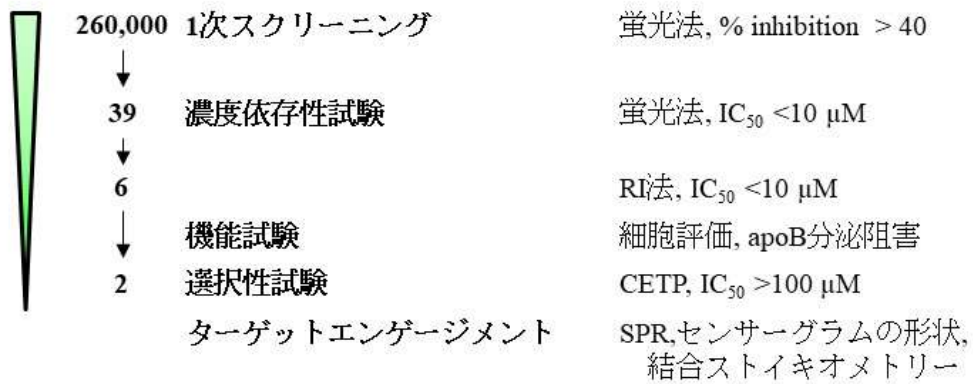 260,000 1次スクリーニング 蛍光法, % inhibition > 40
39 濃度依存性試験 蛍光法, IC50 <10 μM
6 RI法, IC50 <10 μM
機能試験 細胞評価, apoB分泌阻害
2 選択性試験 CETP, IC50 >100 μM
ターゲットエンゲージメント SPR,センサーグラムの形状,
結合ストイキオメトリー